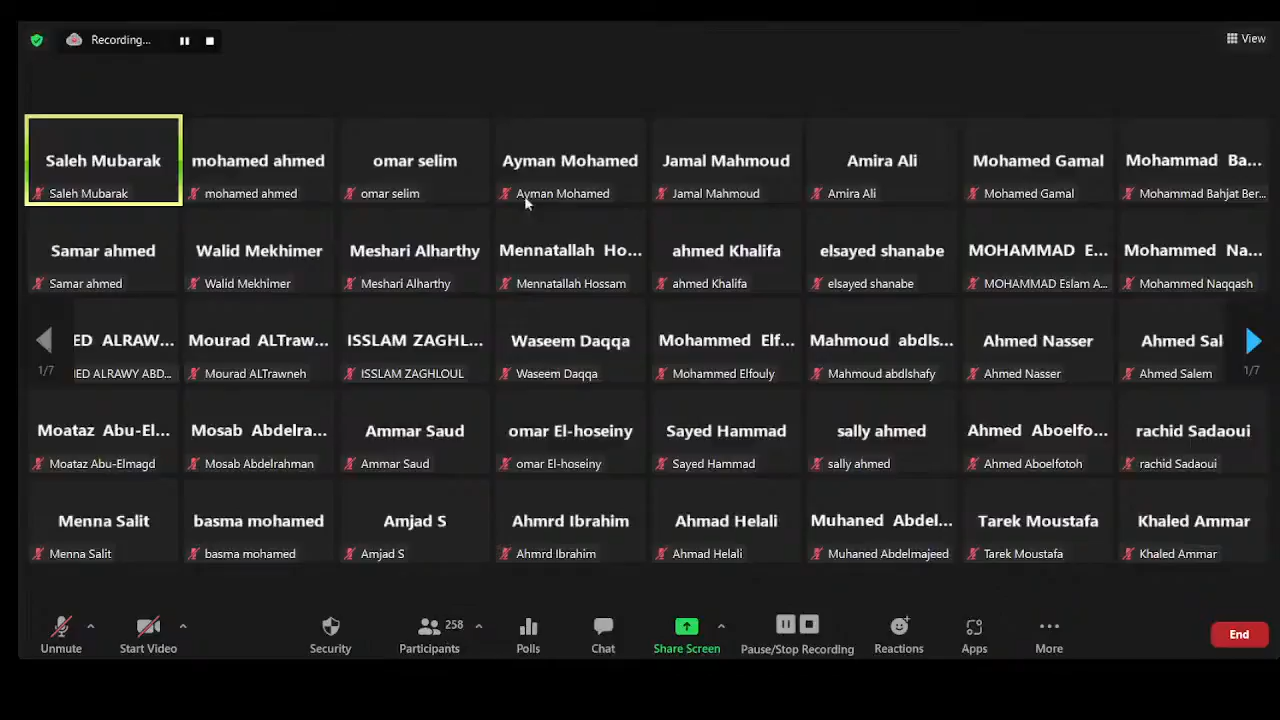 Recording...
View
Saleh Mubarak mohamed ahmed omar selim Ayman Mohamed Jamal Mahmoud Amira Ali Mohamed Gamal Mohammad Ba...
Saleh Mubarak mohamed ahmed omar selim Ayman Mohamed Jamal Mahmoud Amira Ali Mohamed Gamal Mohammad Bahjat Ber...
Samar ahmed Walid Mekhimer Meshari Alharthy Mennatallah Ho... ahmed Khalifa elsayed shanabe MOHAMMAD E... Mohammed Na...
Samar ahmed Walid Mekhimer Meshari Alharthy Mennatallah Hossam ahmed Khalifa elsayed shanabe MOHAMMAD Eslam A... Mohammed Naqqash
ED ALRAW... Mourad ALTraw... ISSLAM ZAGHL... Waseem Daqqa Mohammed Elf... Mahmoud abdls... Ahmed Nasser Ahmed Sal
1/7 IED ALRAWY ABD... Mourad ALTrawneh ISSLAM ZAGHLOUL Waseem Daqqa Mohammed Elfouly Mahmoud abdlshafy Ahmed Nasser Ahmed Salem 1/7
Moataz Abu-El... Mosab Abdelra... Ammar Saud omar El-hoseiny Sayed Hammad sally ahmed Ahmed Aboelfo... rachid Sadaoui
Moataz Abu-Elmagd Mosab Abdelrahman Ammar Saud omar El-hoseiny Sayed Hammad sally ahmed Ahmed Aboelfotoh rachid Sadaoui
Menna Salit basma mohamed Amjad S Ahmrd Ibrahim Ahmad Helali Muhaned Abdel... Tarek Moustafa Khaled Ammar
Menna Salit basma mohamed Amjad S Ahmrd Ibrahim Ahmad Helali Muhaned Abdelmajeed Tarek Moustafa Khaled Ammar
258
Unmute Start Video Security Participants Polls Chat Share Screen Pause/Stop Recording Reactions Apps More End